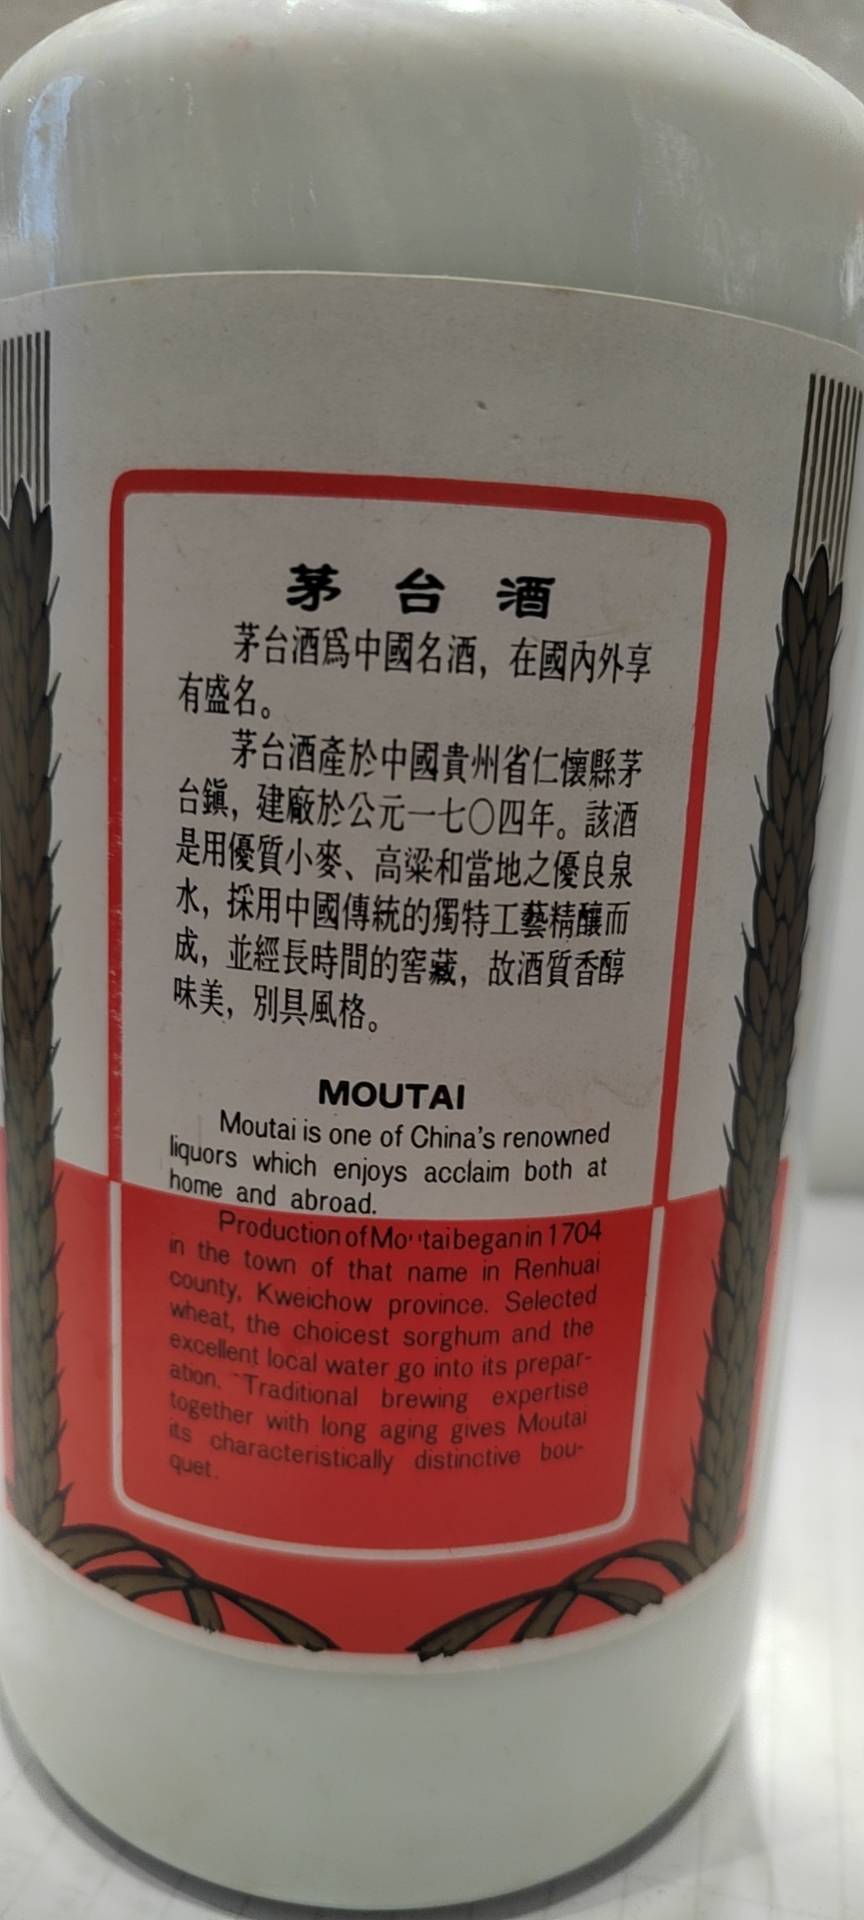 茅台酒
茅台酒爲中國名酒，在國內外享
有盛名。
茅台酒產於中國貴州省仁懷縣茅
台鎭，建廠於公元一七〇四年。該酒
是用優質小麥、高粱和當地之優良泉
水，採用中國傳統的獨特工藝精釀而
成，並經長時間的窖藏，故酒質香醇
味美，別具風格。
MOUTAI
Moutai is one of China's renowned
liquors which enjoys acclaim both at
home and abroad.
Production of Moutai began in 1704
in the town of that name in Renhuai
county, Kweichow province. Selected
wheat, the choicest sorghum and the
excellent local water go into its prepar-
ation. Traditional brewing expertise
together with long aging gives Moutai
its characteristically distinctive bou-
quet.